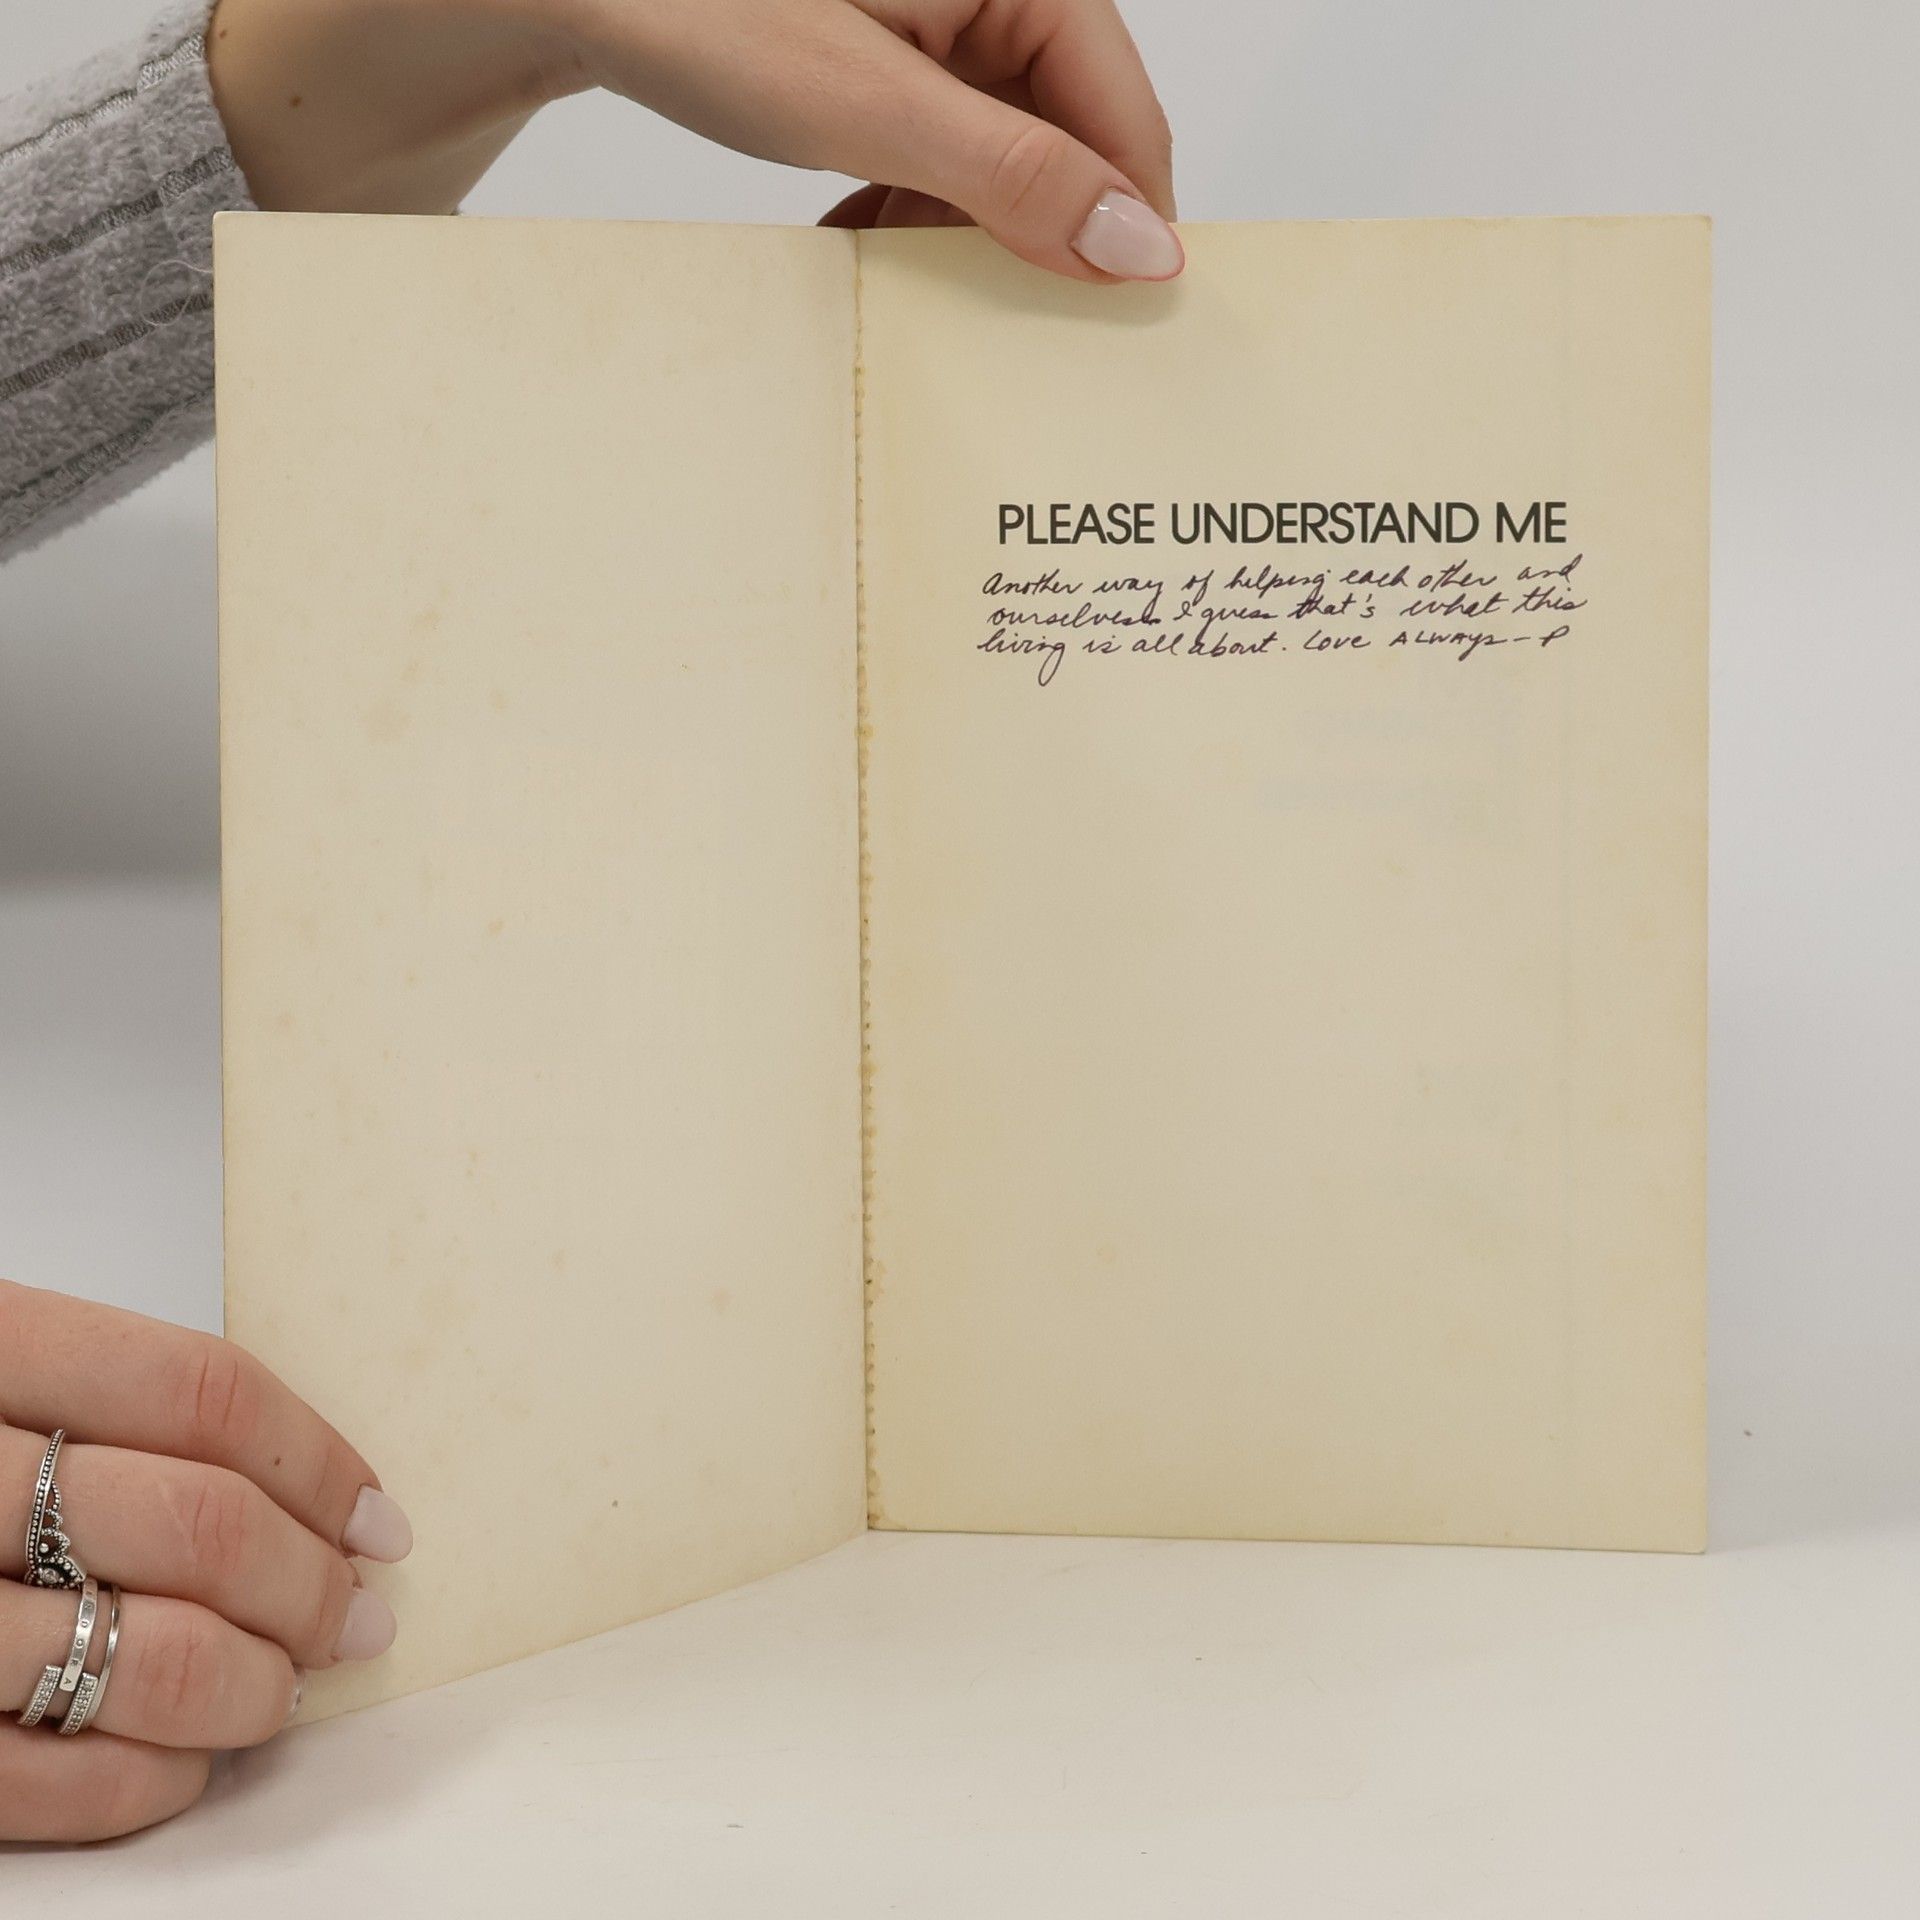 PLEASE UNDERSTAND ME
Another way of helping each other and
ourselves. I guess that's what this
living is all about. Love ALWAYS - P
PANDORA